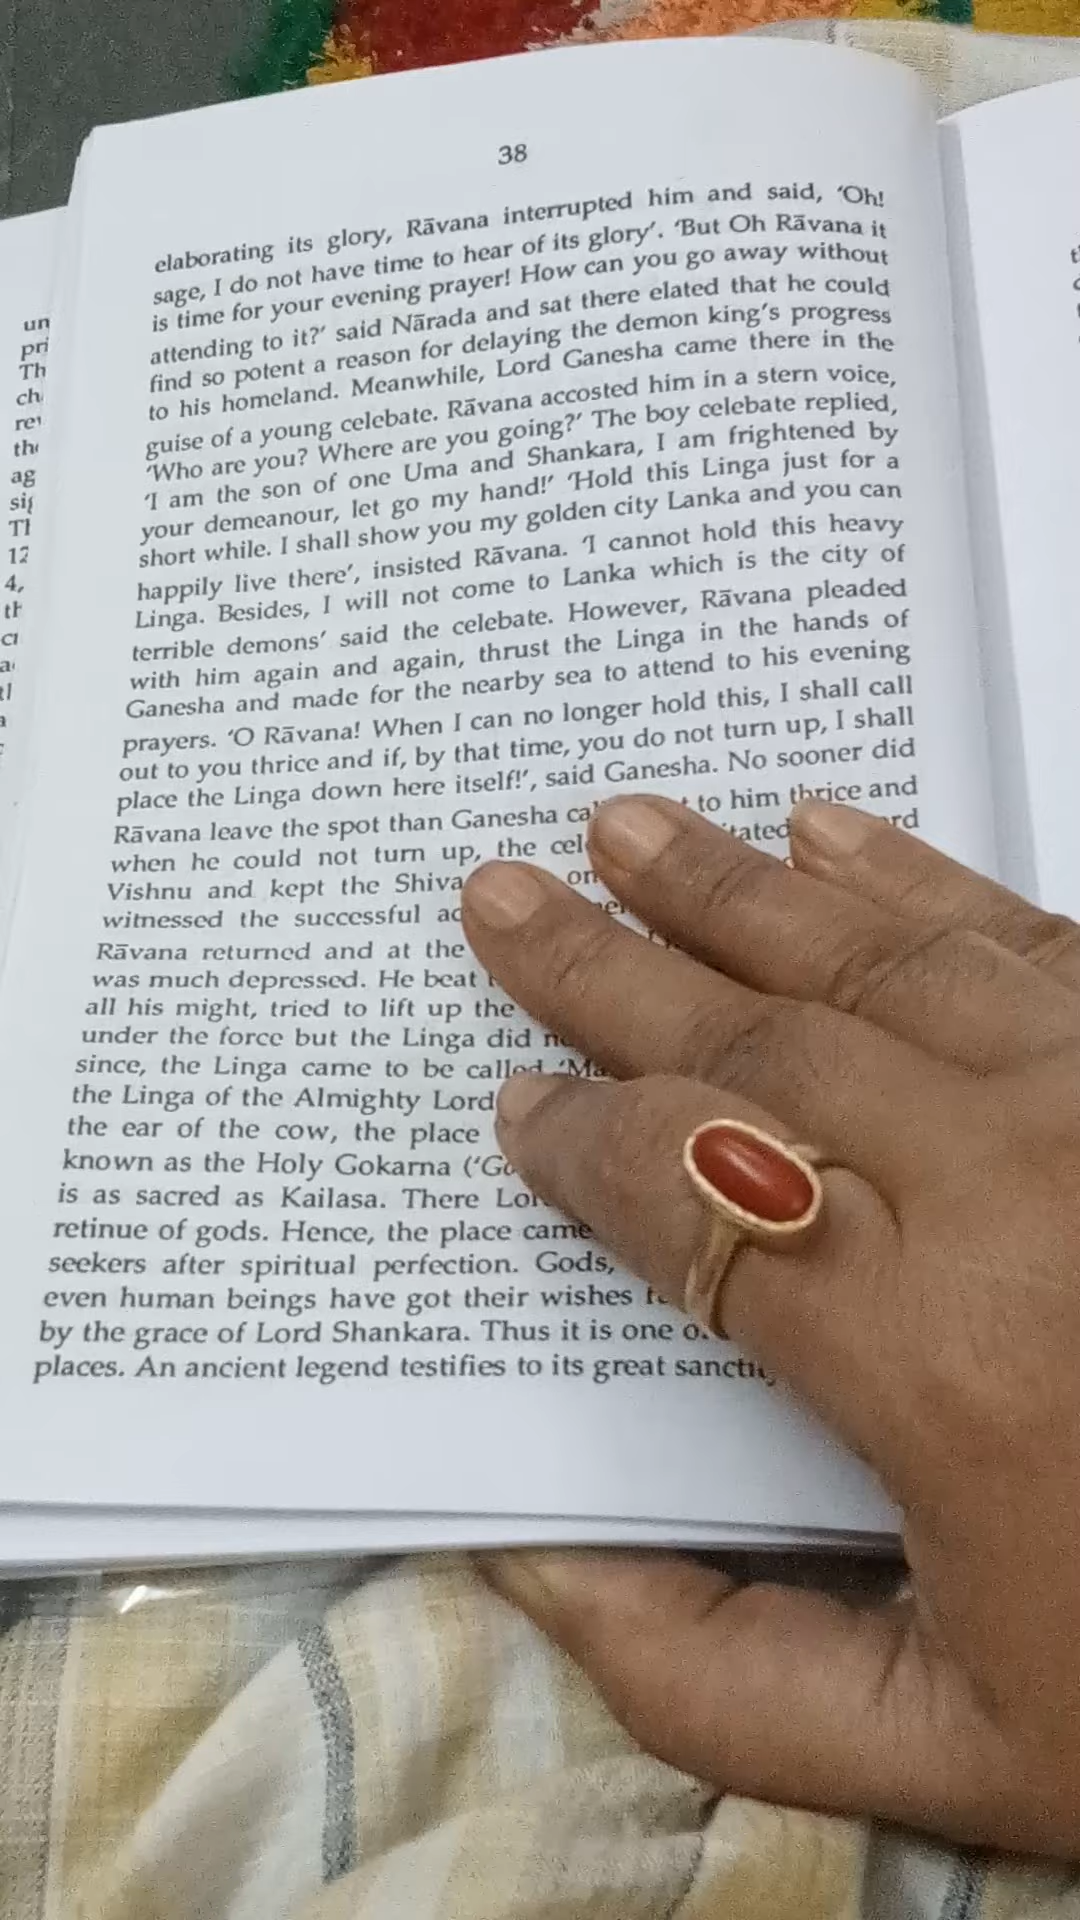 38
elaborating its glory, Rāvana interrupted him and said, 'Oh!
sage, I do not have time to hear of its glory'. 'But Oh Rāvana it
is time for your evening prayer! How can you go away without
attending to it?' said Nārada and sat there elated that he could
find so potent a reason for delaying the demon king's progress
to his homeland. Meanwhile, Lord Ganesha came there in the
guise of a young celebate. Rāvana accosted him in a stern voice,
'Who are you? Where are you going?' The boy celebate replied,
'I am the son of one Uma and Shankara, I am frightened by
your demeanour, let go my hand!' 'Hold this Linga just for a
short while. I shall show you my golden city Lanka and you can
happily live there', insisted Rāvana. 'I cannot hold this heavy
Linga. Besides, I will not come to Lanka which is the city of
terrible demons' said the celebate. However, Rāvana pleaded
with him again and again, thrust the Linga in the hands of
Ganesha and made for the nearby sea to attend to his evening
prayers. 'O Rāvana! When I can no longer hold this, I shall call
out to you thrice and if, by that time, you do not turn up, I shall
place the Linga down here itself!', said Ganesha. No sooner did
Rāvana leave the spot than Ganesha to him thrice and
when he could not turn up, the
Vishnu and kept the Shiva
witnessed the successful
Rāvana returned and at the
was much depressed. He beat
all his might, tried to lift up the
under the force but the Linga did
since, the Linga came to be called
the Linga of the Almighty Lord
the ear of the cow, the place
known as the Holy Gokarna
is as sacred as Kailasa. There
retinue of gods. Hence, the place came
seekers after spiritual perfection. Gods,
even human beings have got their wishes
by the grace of Lord Shankara. Thus it is one
places. An ancient legend testifies to its great